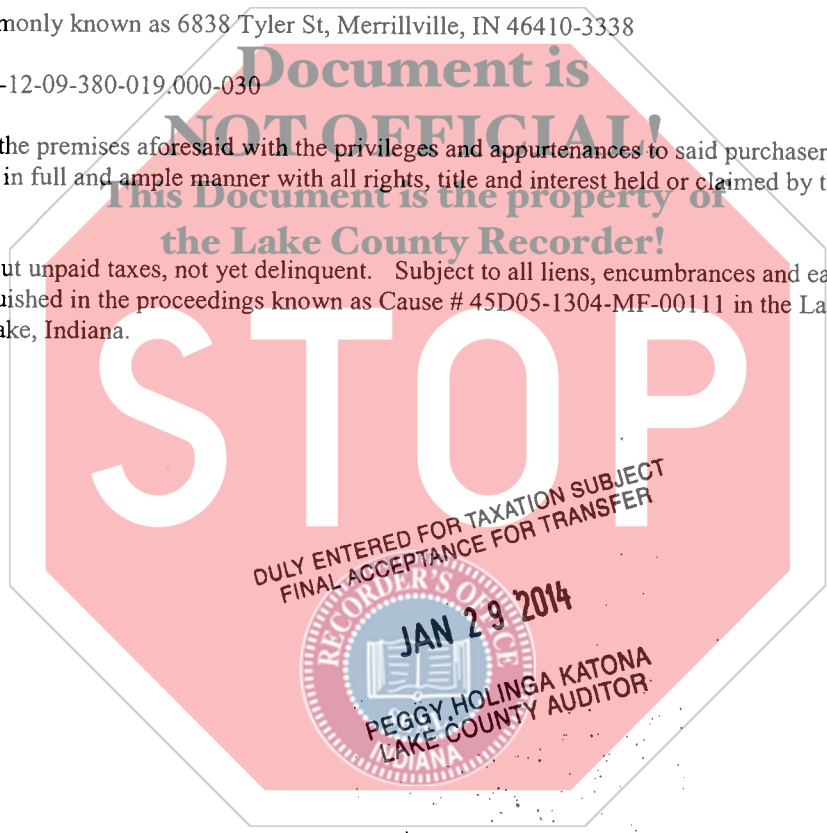 monly known as 6838 Tyler St, Merrillville, IN 46410-3338
Document is
-12-09-380-019.000-030
NOT OFFICIAL!
the premises aforesaid with the privileges and appurtenances to said purchaser
in full and ample manner with all rights, title and interest held or claimed by t
This Document is the property of
the Lake County Recorder!
ut unpaid taxes, not yet delinquent. Subject to all liens, encumbrances and ea
uished in the proceedings known as Cause # 45D05-1304-MF-00111 in the La
ake, Indiana.
STOP
DULY ENTERED FOR TAXATION SUBJECT
FINAL ACCEPTANCE FOR TRANSFER
RECORDER'S OFFICE
JAN 29 2014
PEGGY HOLINGA KATONA
LAKE COUNTY AUDITOR
INDIANA